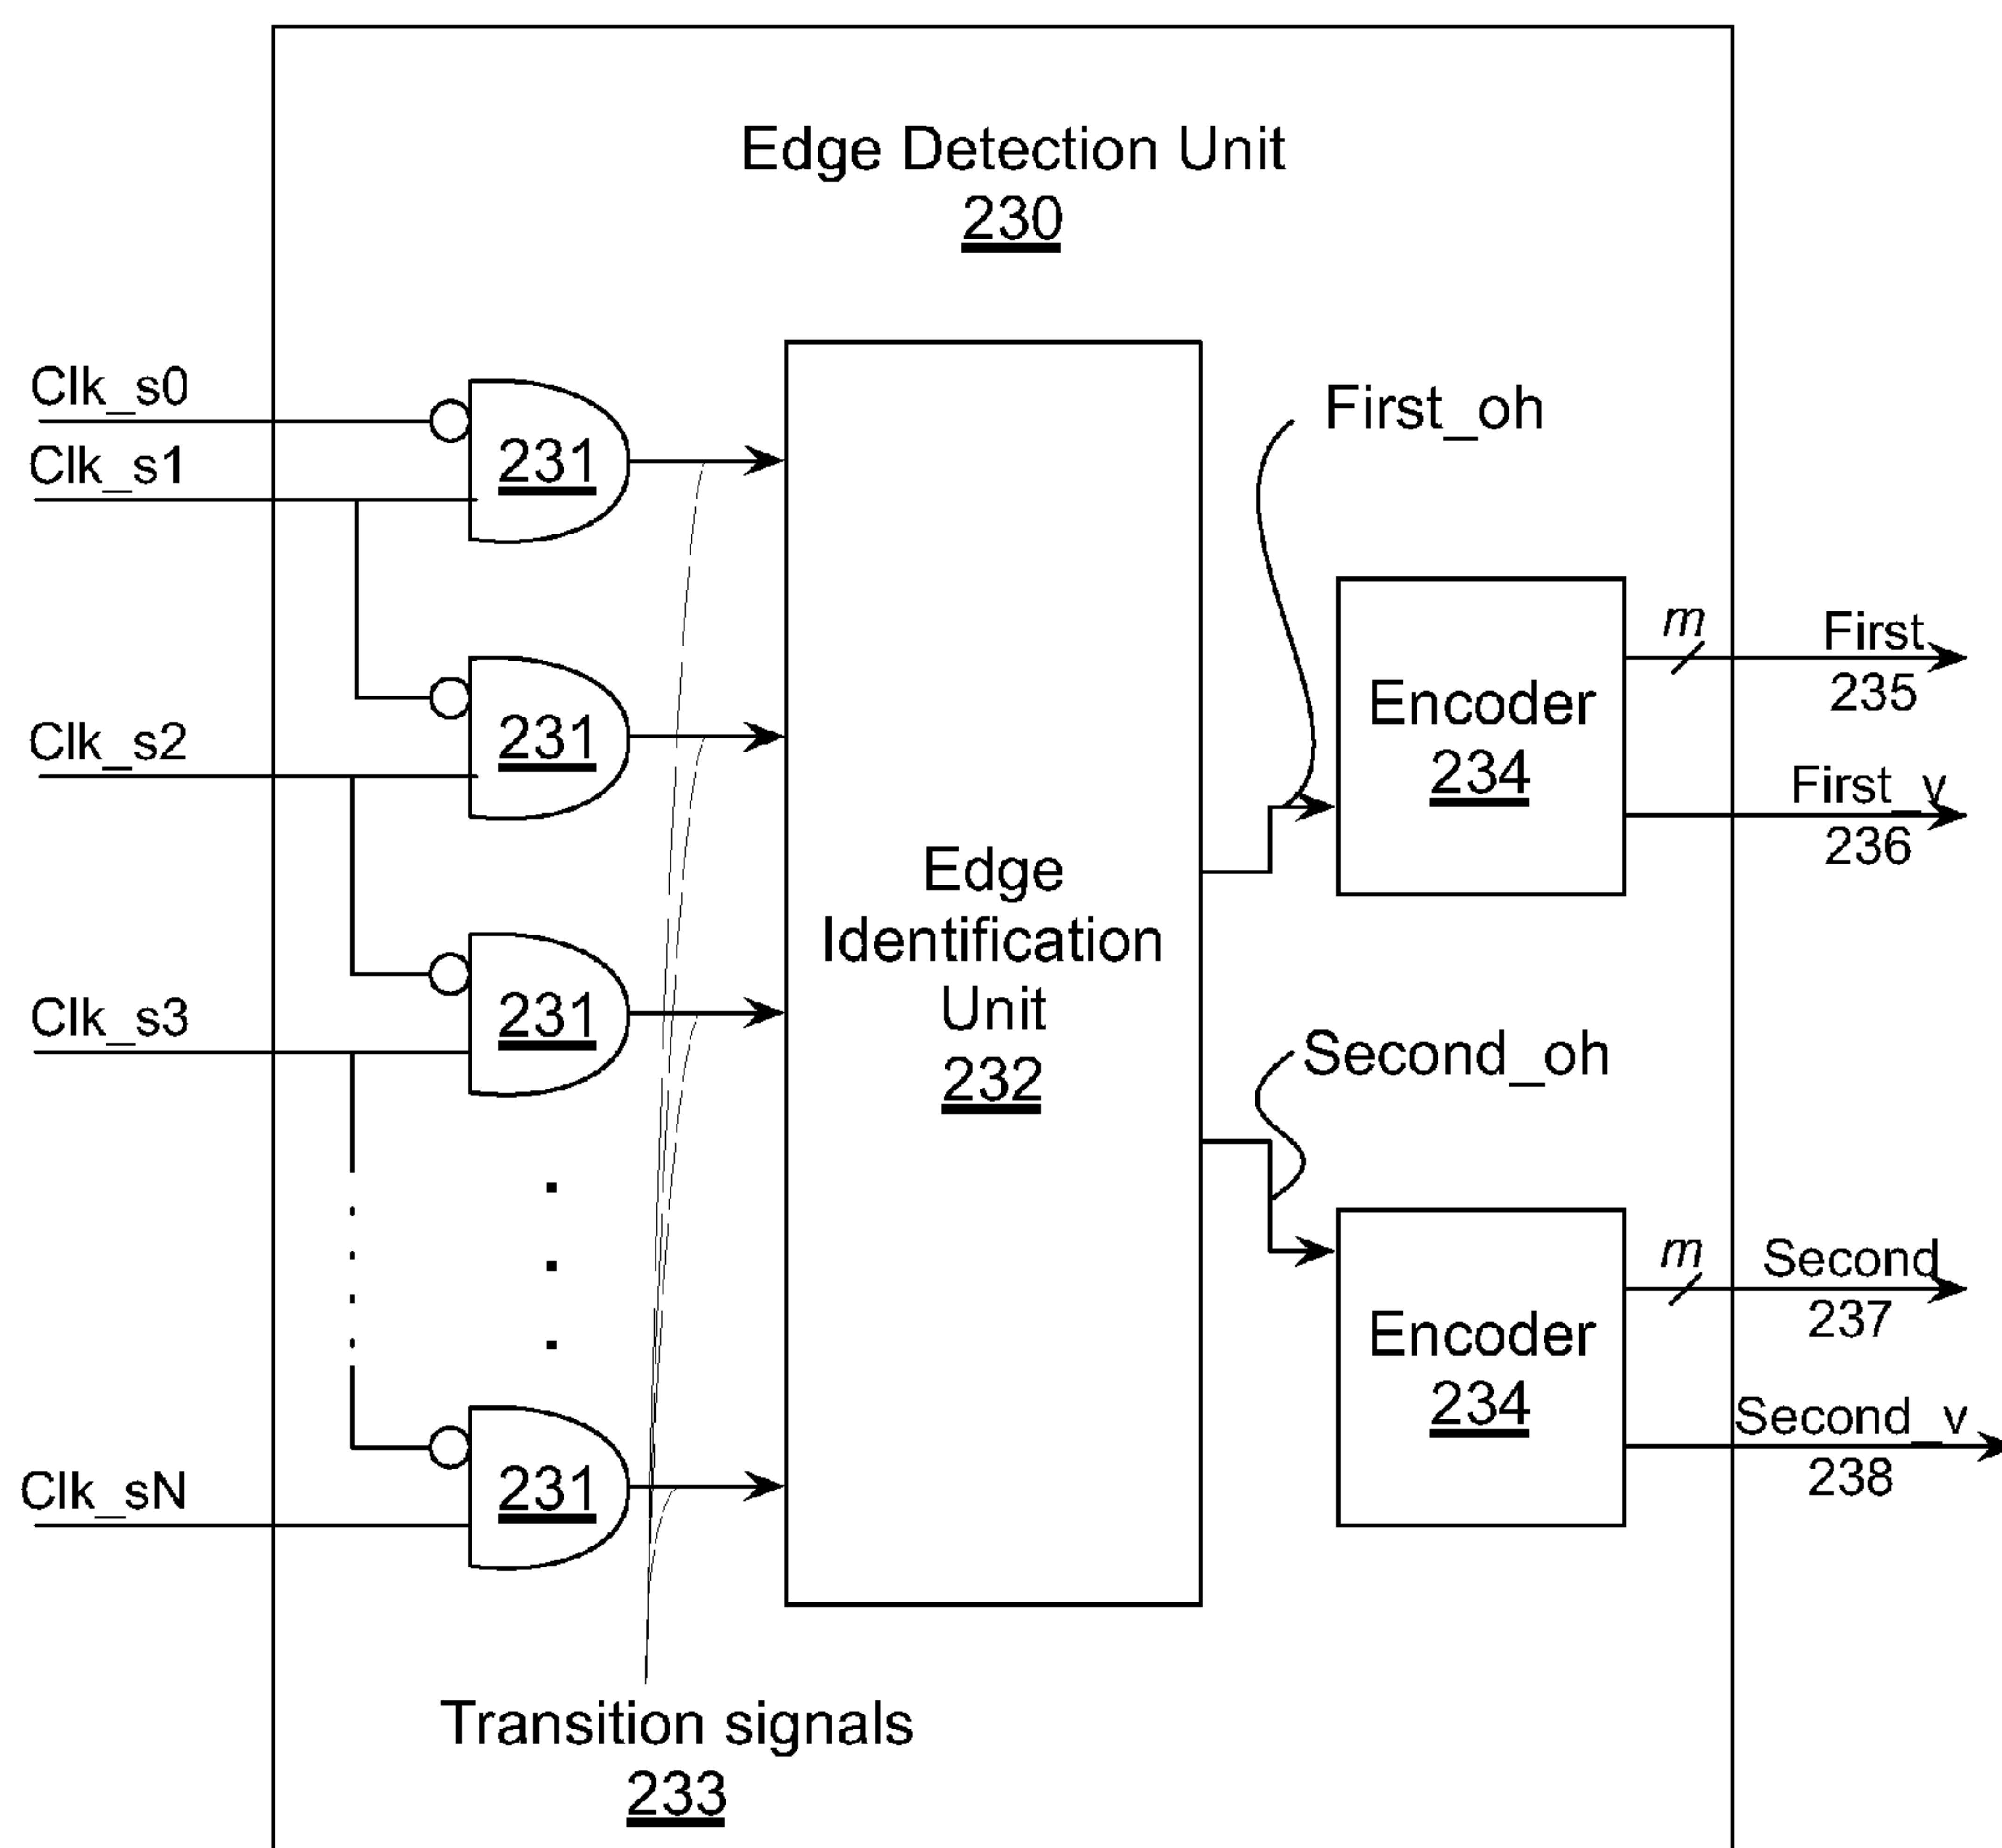 Edge Detection Unit
230
Clk_s0
Clk_s1
231
First_oh
m
First
235
Clk_s2
231
Encoder
234
First_v
236
Edge
Identification
Unit
232
Clk_s3
231
Second_oh
m
Second
237
Encoder
234
Second_v
238
Clk_sN
231
Transition signals
233